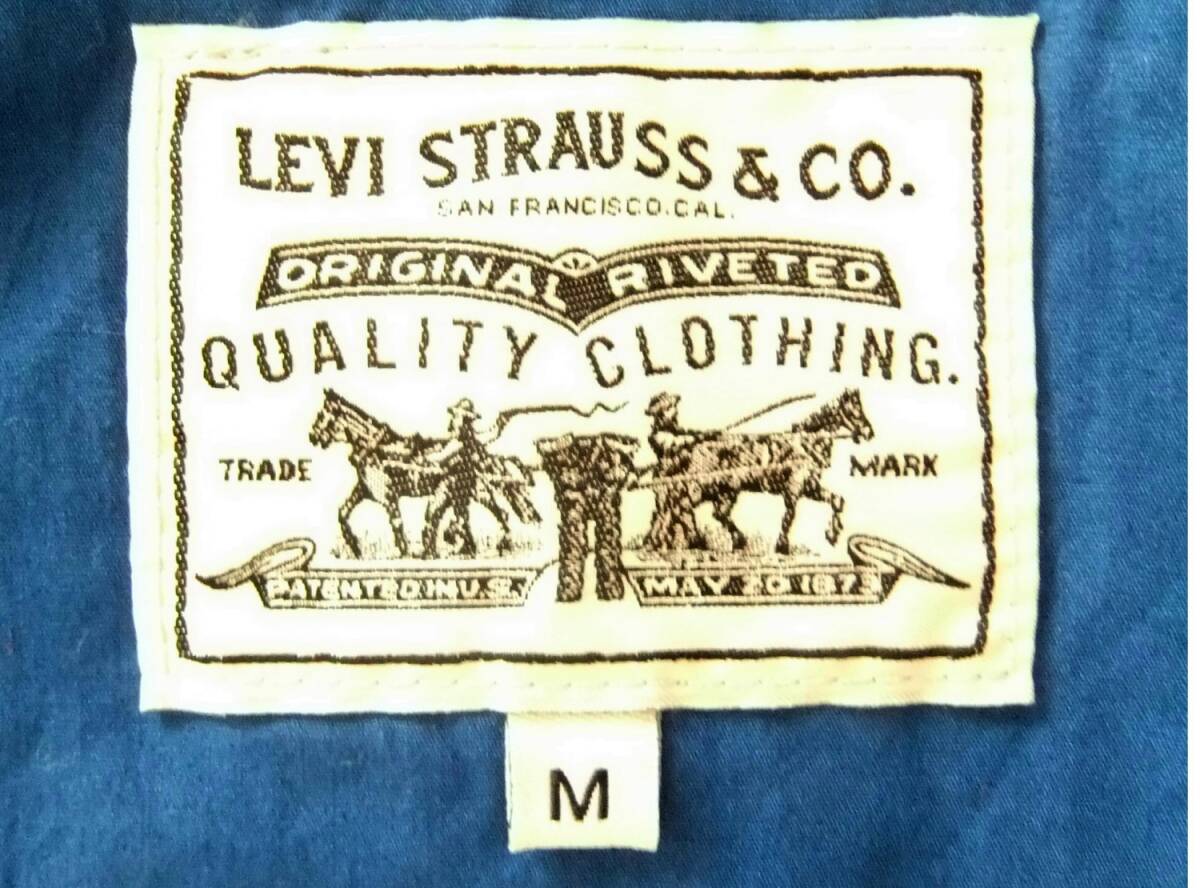 LEVI STRAUSS & CO.
SAN FRANCISCO.CAL.
ORIGINAL RIVETED
QUALITY CLOTHING.
TRADE MARK
PATENTED IN U.S. MAY 20 1873
M